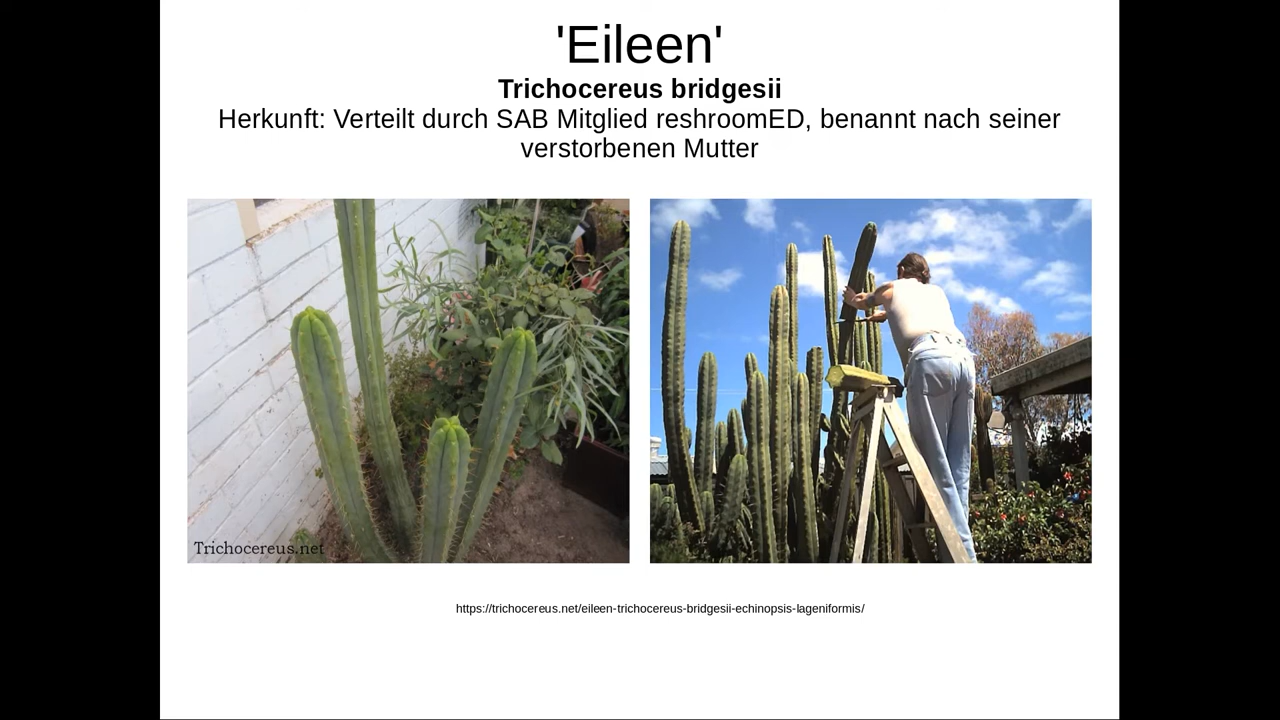 'Eileen'
Trichocereus bridgesii
Herkunft: Verteilt durch SAB Mitglied reshroomED, benannt nach seiner
verstorbenen Mutter
Trichocereus.net
https://trichocereus.net/eileen-trichocereus-bridgesii-echinopsis-lageniformis/